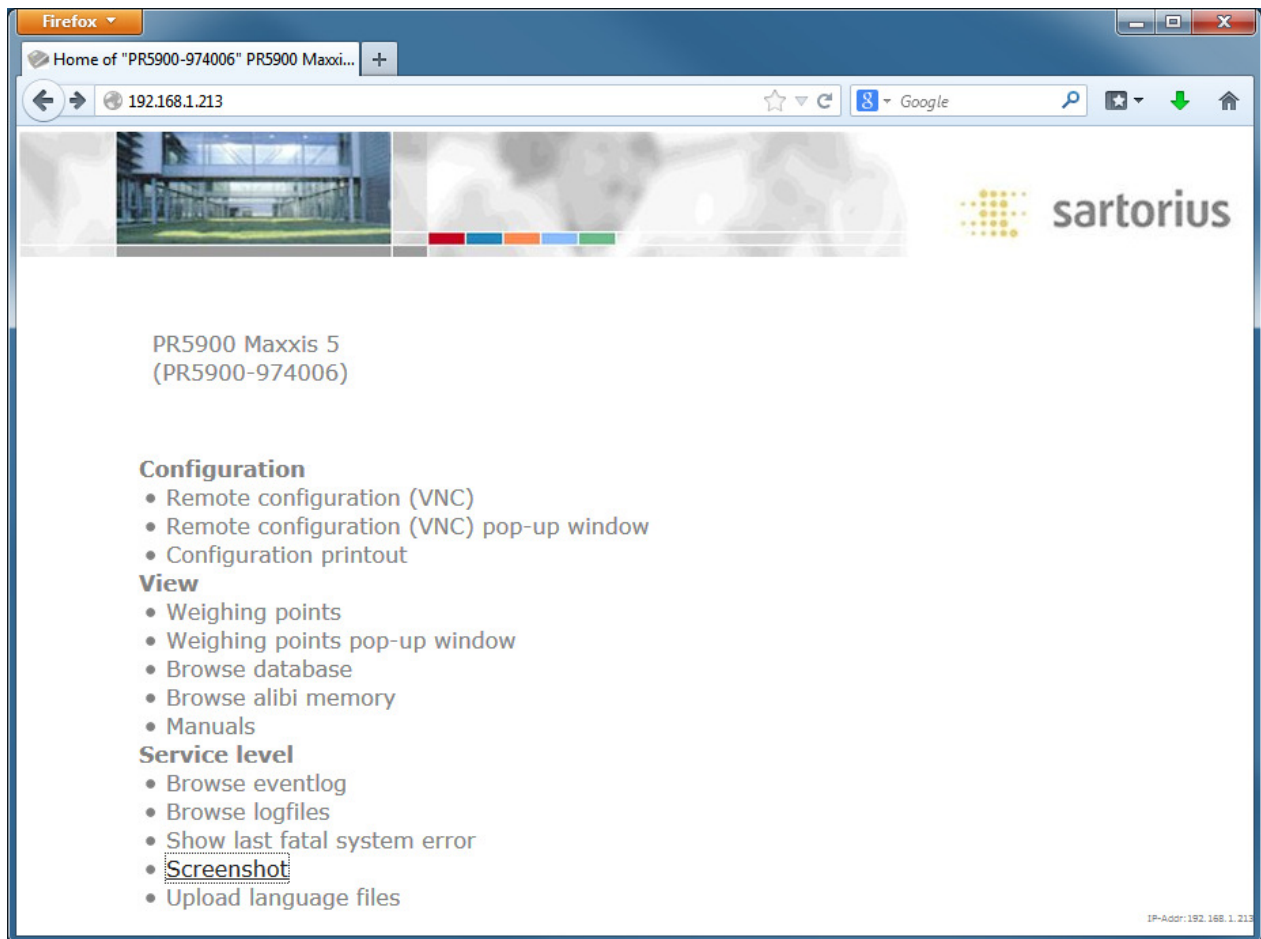 Firefox
Home of "PR5900-974006" PR5900 Maxxi...
192.168.1.213
8
Google
sartorius
PR5900 Maxxis 5
(PR5900-974006)
Configuration
• Remote configuration (VNC)
• Remote configuration (VNC) pop-up window
• Configuration printout
View
• Weighing points
• Weighing points pop-up window
• Browse database
• Browse alibi memory
• Manuals
Service level
• Browse eventlog
• Browse logfiles
• Show last fatal system error
• Screenshot
• Upload language files
IP-Addr:192.168.1.213